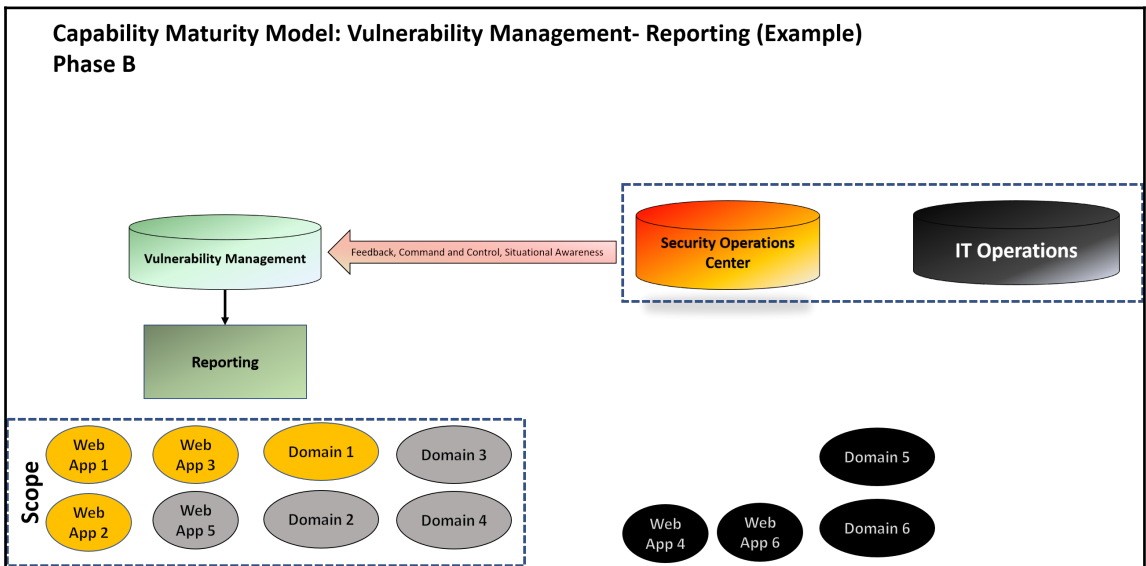 Capability Maturity Model: Vulnerability Management- Reporting (Example)
Phase B
Vulnerability Management
Feedback, Command and Control, Situational Awareness
Security Operations
Center
IT Operations
Reporting
Scope
Web
App 1
Web
App 3
Domain 1
Domain 3
Web
App 2
Web
App 5
Domain 2
Domain 4
Domain 5
Web
App 4
Web
App 6
Domain 6